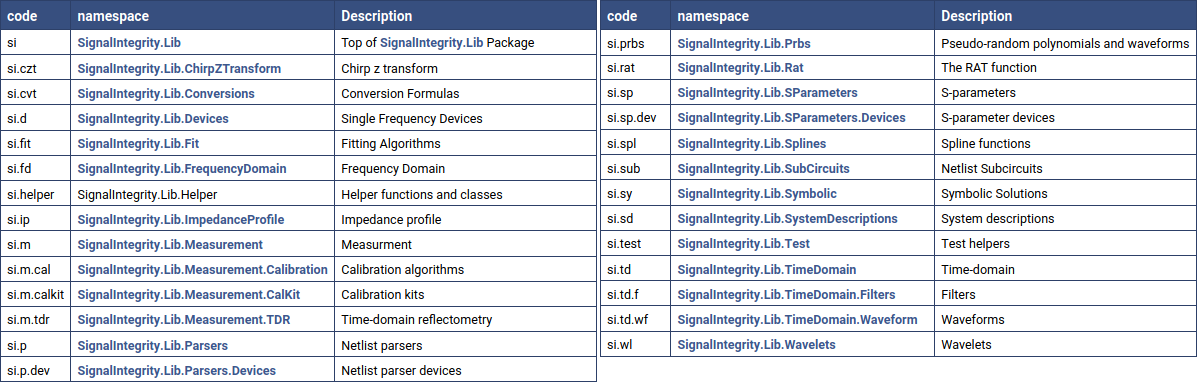 code namespace Description
si SignalIntegrity.Lib Top of SignalIntegrity.Lib Package
si.czt SignalIntegrity.Lib.ChirpZTransform Chirp z transform
si.cvt SignalIntegrity.Lib.Conversions Conversion Formulas
si.d SignalIntegrity.Lib.Devices Single Frequency Devices
si.fit SignalIntegrity.Lib.Fit Fitting Algorithms
si.fd SignalIntegrity.Lib.FrequencyDomain Frequency Domain
si.helper SignalIntegrity.Lib.Helper Helper functions and classes
si.ip SignalIntegrity.Lib.ImpedanceProfile Impedance profile
si.m SignalIntegrity.Lib.Measurement Measurment
si.m.cal SignalIntegrity.Lib.Measurement.Calibration Calibration algorithms
si.m.calkit SignalIntegrity.Lib.Measurement.CalKit Calibration kits
si.m.tdr SignalIntegrity.Lib.Measurement.TDR Time-domain reflectometry
si.p SignalIntegrity.Lib.Parsers Netlist parsers
si.p.dev SignalIntegrity.Lib.Parsers.Devices Netlist parser devices
code namespace Description
si.prbs SignalIntegrity.Lib.Prbs Pseudo-random polynomials and waveforms
si.rat SignalIntegrity.Lib.Rat The RAT function
si.sp SignalIntegrity.Lib.SParameters S-parameters
si.sp.dev SignalIntegrity.Lib.SParameters.Devices S-parameter devices
si.spl SignalIntegrity.Lib.Splines Spline functions
si.sub SignalIntegrity.Lib.SubCircuits Netlist Subcircuits
si.sy SignalIntegrity.Lib.Symbolic Symbolic Solutions
si.sd SignalIntegrity.Lib.SystemDescriptions System descriptions
si.test SignalIntegrity.Lib.Test Test helpers
si.td SignalIntegrity.Lib.TimeDomain Time-domain
si.td.f SignalIntegrity.Lib.TimeDomain.Filters Filters
si.td.wf SignalIntegrity.Lib.TimeDomain.Waveform Waveforms
si.wl SignalIntegrity.Lib.Wavelets Wavelets